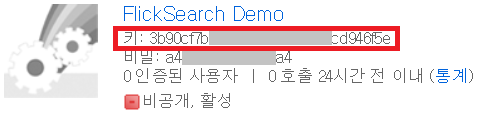 FlickSearch Demo
키: 3b90cf7b cd946f5e
비밀: a4 a4
0 인증된 사용자 | 0 호출 24시간 전 이내 (통계)
비공개, 활성